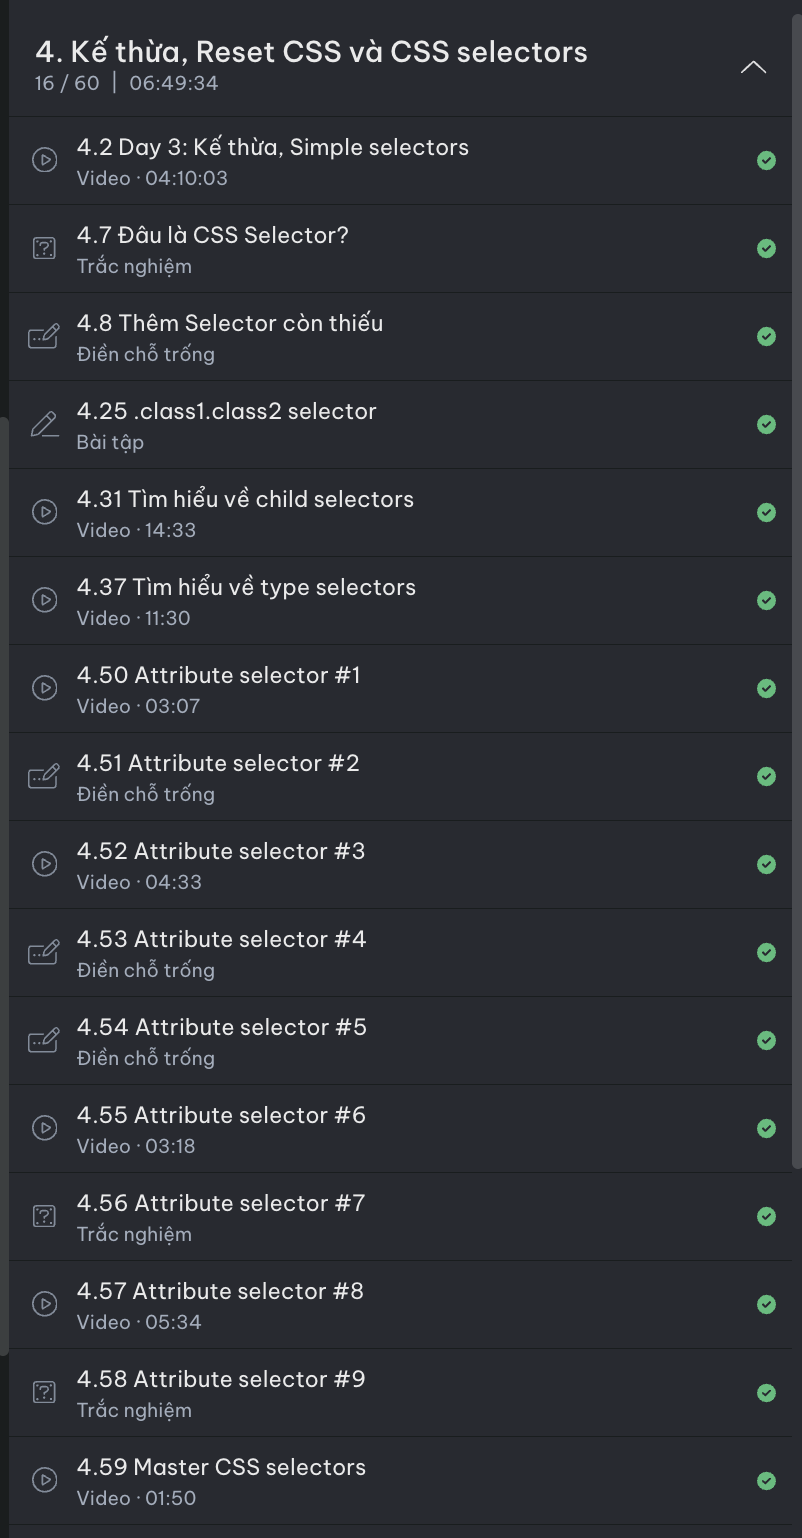 4. Kế thừa, Reset CSS và CSS selectors
16 / 60 | 06:49:34
4.2 Day 3: Kế thừa, Simple selectors
Video · 04:10:03
4.7 Đâu là CSS Selector?
Trắc nghiệm
4.8 Thêm Selector còn thiếu
Điền chỗ trống
4.25 .class1.class2 selector
Bài tập
4.31 Tìm hiểu về child selectors
Video · 14:33
4.37 Tìm hiểu về type selectors
Video · 11:30
4.50 Attribute selector #1
Video · 03:07
4.51 Attribute selector #2
Điền chỗ trống
4.52 Attribute selector #3
Video · 04:33
4.53 Attribute selector #4
Điền chỗ trống
4.54 Attribute selector #5
Điền chỗ trống
4.55 Attribute selector #6
Video · 03:18
4.56 Attribute selector #7
Trắc nghiệm
4.57 Attribute selector #8
Video · 05:34
4.58 Attribute selector #9
Trắc nghiệm
4.59 Master CSS selectors
Video · 01:50